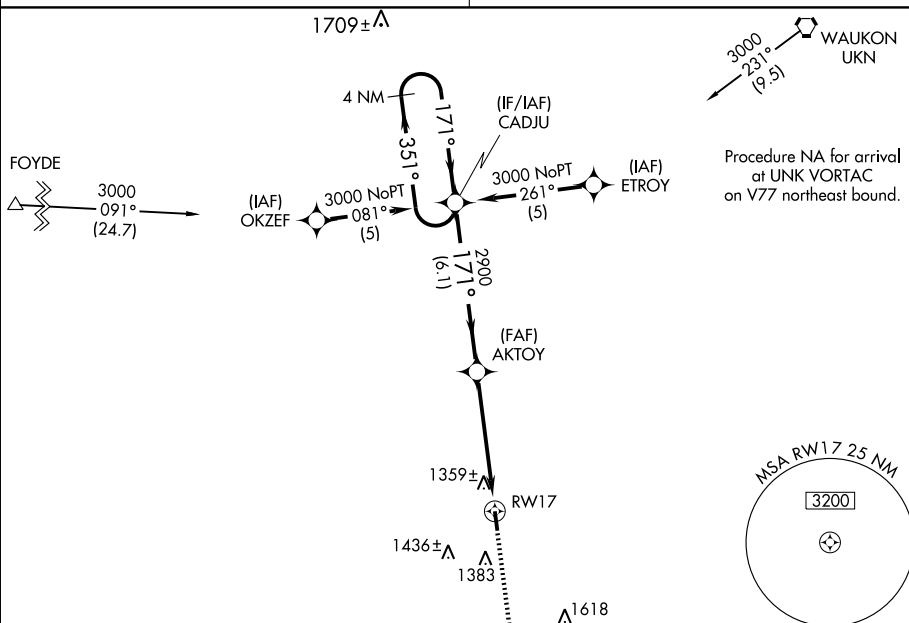 1709±
3000
231°
(9.5)
WAUKON
UKN
4 NM
171°
351°
(IF/IAF)
CADJU
Procedure NA for arrival
at UNK VORTAC
on V77 northeast bound.
FOYDE
3000
091°
(24.7)
(IAF)
OKZEF
3000 NoPT
081°
(5)
3000 NoPT
261°
(5)
(IAF)
ETROY
2900
171°
(6.1)
(FAF)
AKTOY
1359±
RW17
1436±
1383
1618
MSA RW17 25 NM
3200